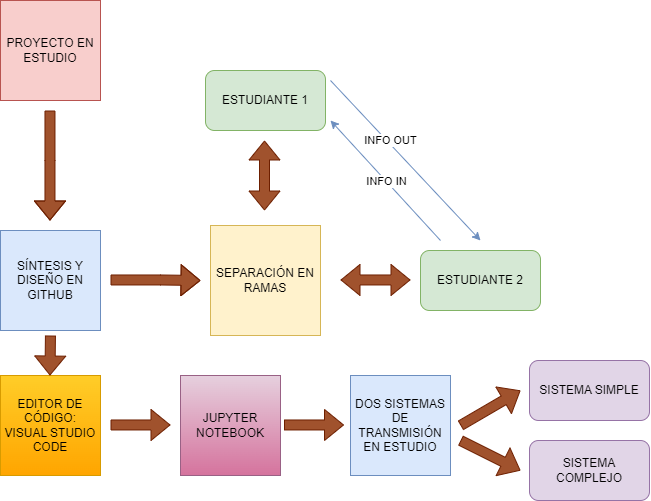 PROYECTO EN
ESTUDIO
ESTUDIANTE 1
INFO OUT
INFO IN
SÍNTESIS Y
DISEÑO EN
GITHUB
SEPARACIÓN EN
RAMAS
ESTUDIANTE 2
EDITOR DE
CÓDIGO:
VISUAL STUDIO
CODE
JUPYTER
NOTEBOOK
DOS SISTEMAS
DE
TRANSMISIÓN
EN ESTUDIO
SISTEMA SIMPLE
SISTEMA
COMPLEJO